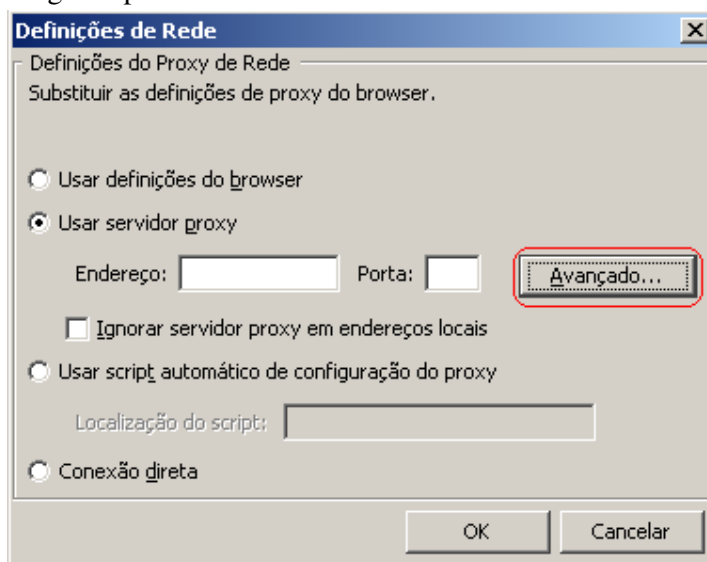 Definições de Rede
Definições do Proxy de Rede
Substituir as definições de proxy do browser.
Usar definições do browser
Usar servidor proxy
Endereço: Porta: Avançado...
Ignorar servidor proxy em endereços locais
Usar script automático de configuração do proxy
Localização do script:
Conexão direta
OK Cancelar